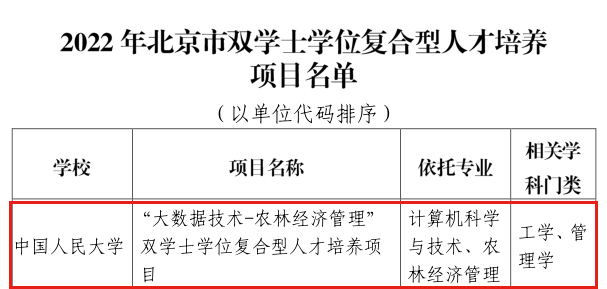 2022 年北京市双学士学位复合型人才培养
项目名单
（以单位代码排序）
学校
项目名称
依托专业
相关学
科门类
中国人民大学
“大数据技术-农林经济管理”
双学士学位复合型人才培养项
目
计算机科学
与技术、农
林经济管理
工学、管
理学